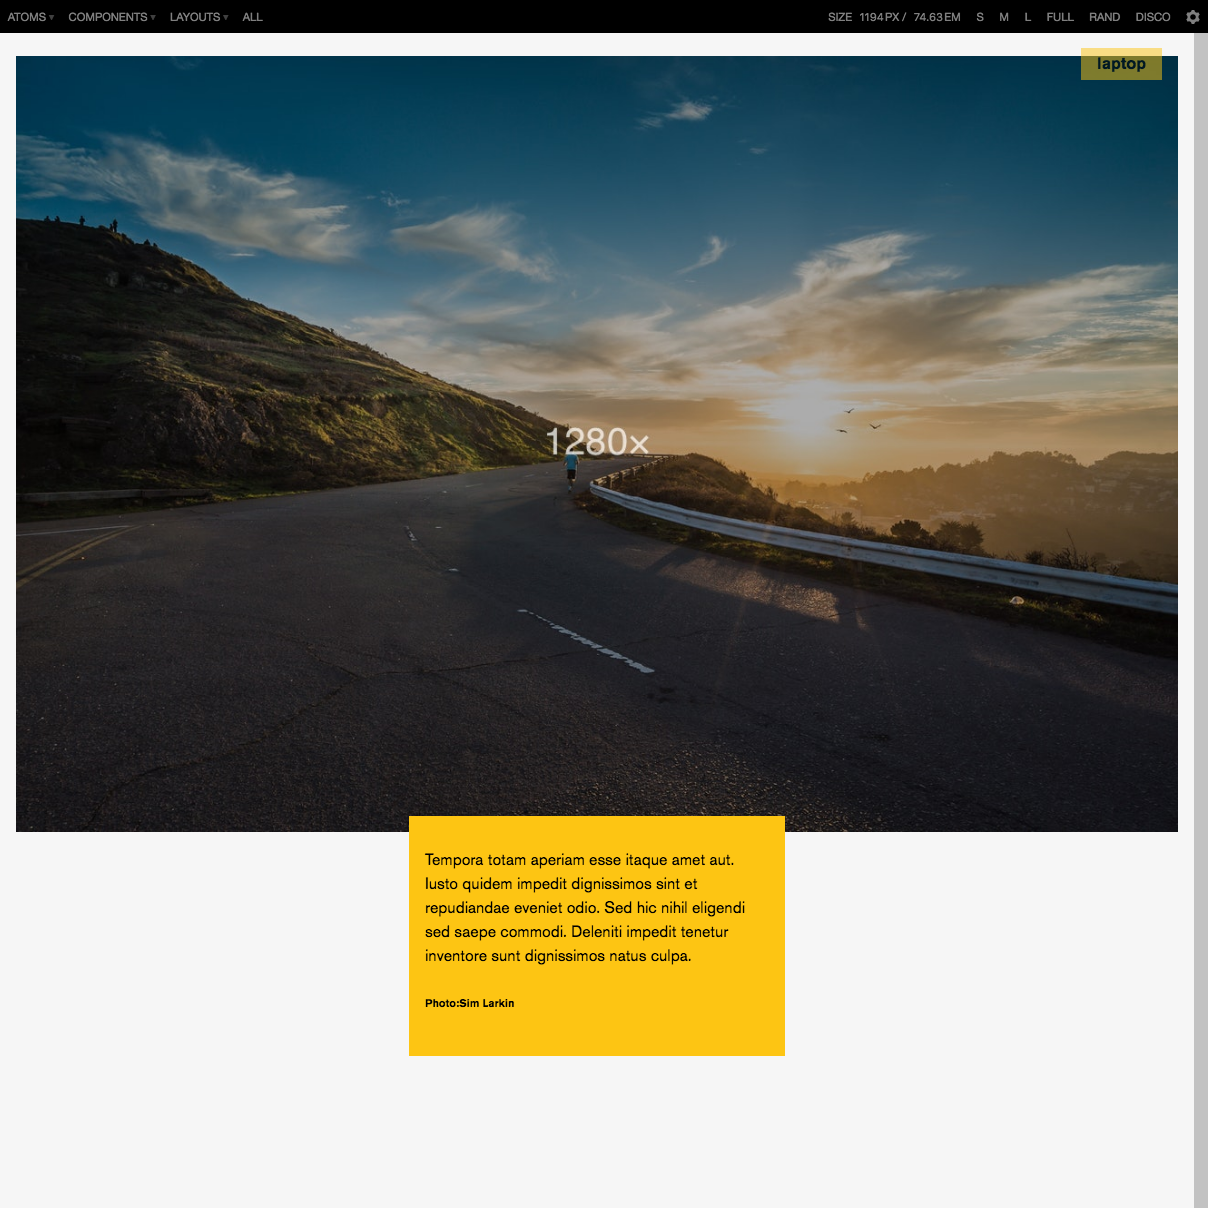 ATOMS COMPONENTS LAYOUTS ALL SIZE 1194PX / 74.63EM S M L FULL RAND DISCO
laptop
1280×
Tempora totam aperiam esse itaque amet aut.
Iusto quidem impedit dignissimos sint et
repudiandae eveniet odio. Sed hic nihil eligendi
sed saepe commodi. Deleniti impedit tenetur
inventore sunt dignissimos natus culpa.
Photo:Sim Larkin